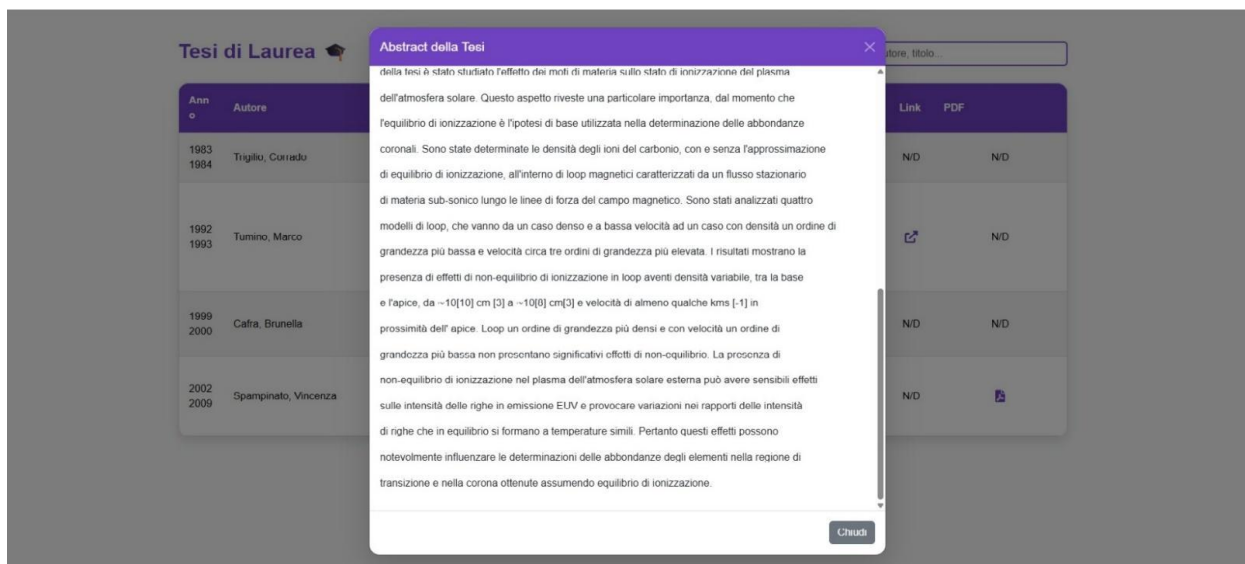 Tesi di Laurea 🎓
utore, titolo...
Abstract della Tesi
Ann
o
Autore
Link
PDF
1983
1984
Trigilio, Corrado
N/D
N/D
1992
1993
Tumino, Marco
N/D
1999
2000
Cafra, Brunella
N/D
N/D
2002
2009
Spampinato, Vincenza
N/D
della tesi è stato studiato l'effetto dei moti di materia sullo stato di ionizzazione del plasma
dell'atmosfera solare. Questo aspetto riveste una particolare importanza, dal momento che
l'equilibrio di ionizzazione è l'ipotesi di base utilizzata nella determinazione delle abbondanze
coronali. Sono state determinate le densità degli ioni del carbonio, con e senza l'approssimazione
di equilibrio di ionizzazione, all'interno di loop magnetici caratterizzati da un flusso stazionario
di materia sub-sonico lungo le linee di forza del campo magnetico. Sono stati analizzati quattro
modelli di loop, che vanno da un caso denso e a bassa velocità ad un caso con densità un ordine di
grandezza più bassa e velocità circa tre ordini di grandezza più elevata. I risultati mostrano la
presenza di effetti di non-equilibrio di ionizzazione in loop aventi densità variabile, tra la base
e l'apice, da ~10[10] cm [3] a ~10[8] cm[3] e velocità di almeno qualche kms [-1] in
prossimità dell' apice. Loop un ordine di grandezza più densi e con velocità un ordine di
grandezza più bassa non presentano significativi effetti di non-equilibrio. La presenza di
non-equilibrio di ionizzazione nel plasma dell'atmosfera solare esterna può avere sensibili effetti
sulle intensità delle righe in emissione EUV e provocare variazioni nei rapporti delle intensità
di righe che in equilibrio si formano a temperature simili. Pertanto questi effetti possono
notevolmente influenzare le determinazioni delle abbondanze degli elementi nella regione di
transizione e nella corona ottenute assumendo equilibrio di ionizzazione.
Chiudi